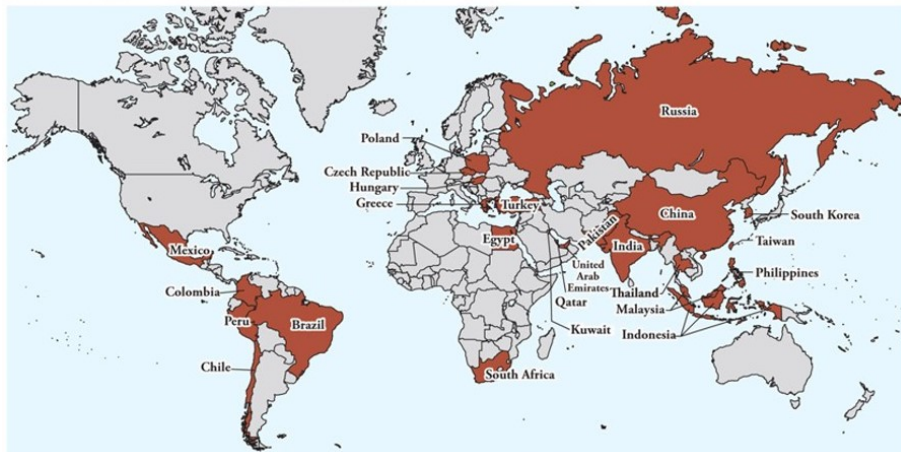 Russia
Poland
Czech Republic
Hungary
Greece
Turkey
China
South Korea
Mexico
Egypt
Pakistan
India
Taiwan
United
Arab
Emirates
Philippines
Colombia
Qatar
Thailand
Malaysia
Peru
Brazil
Kuwait
Indonesia
Chile
South Africa